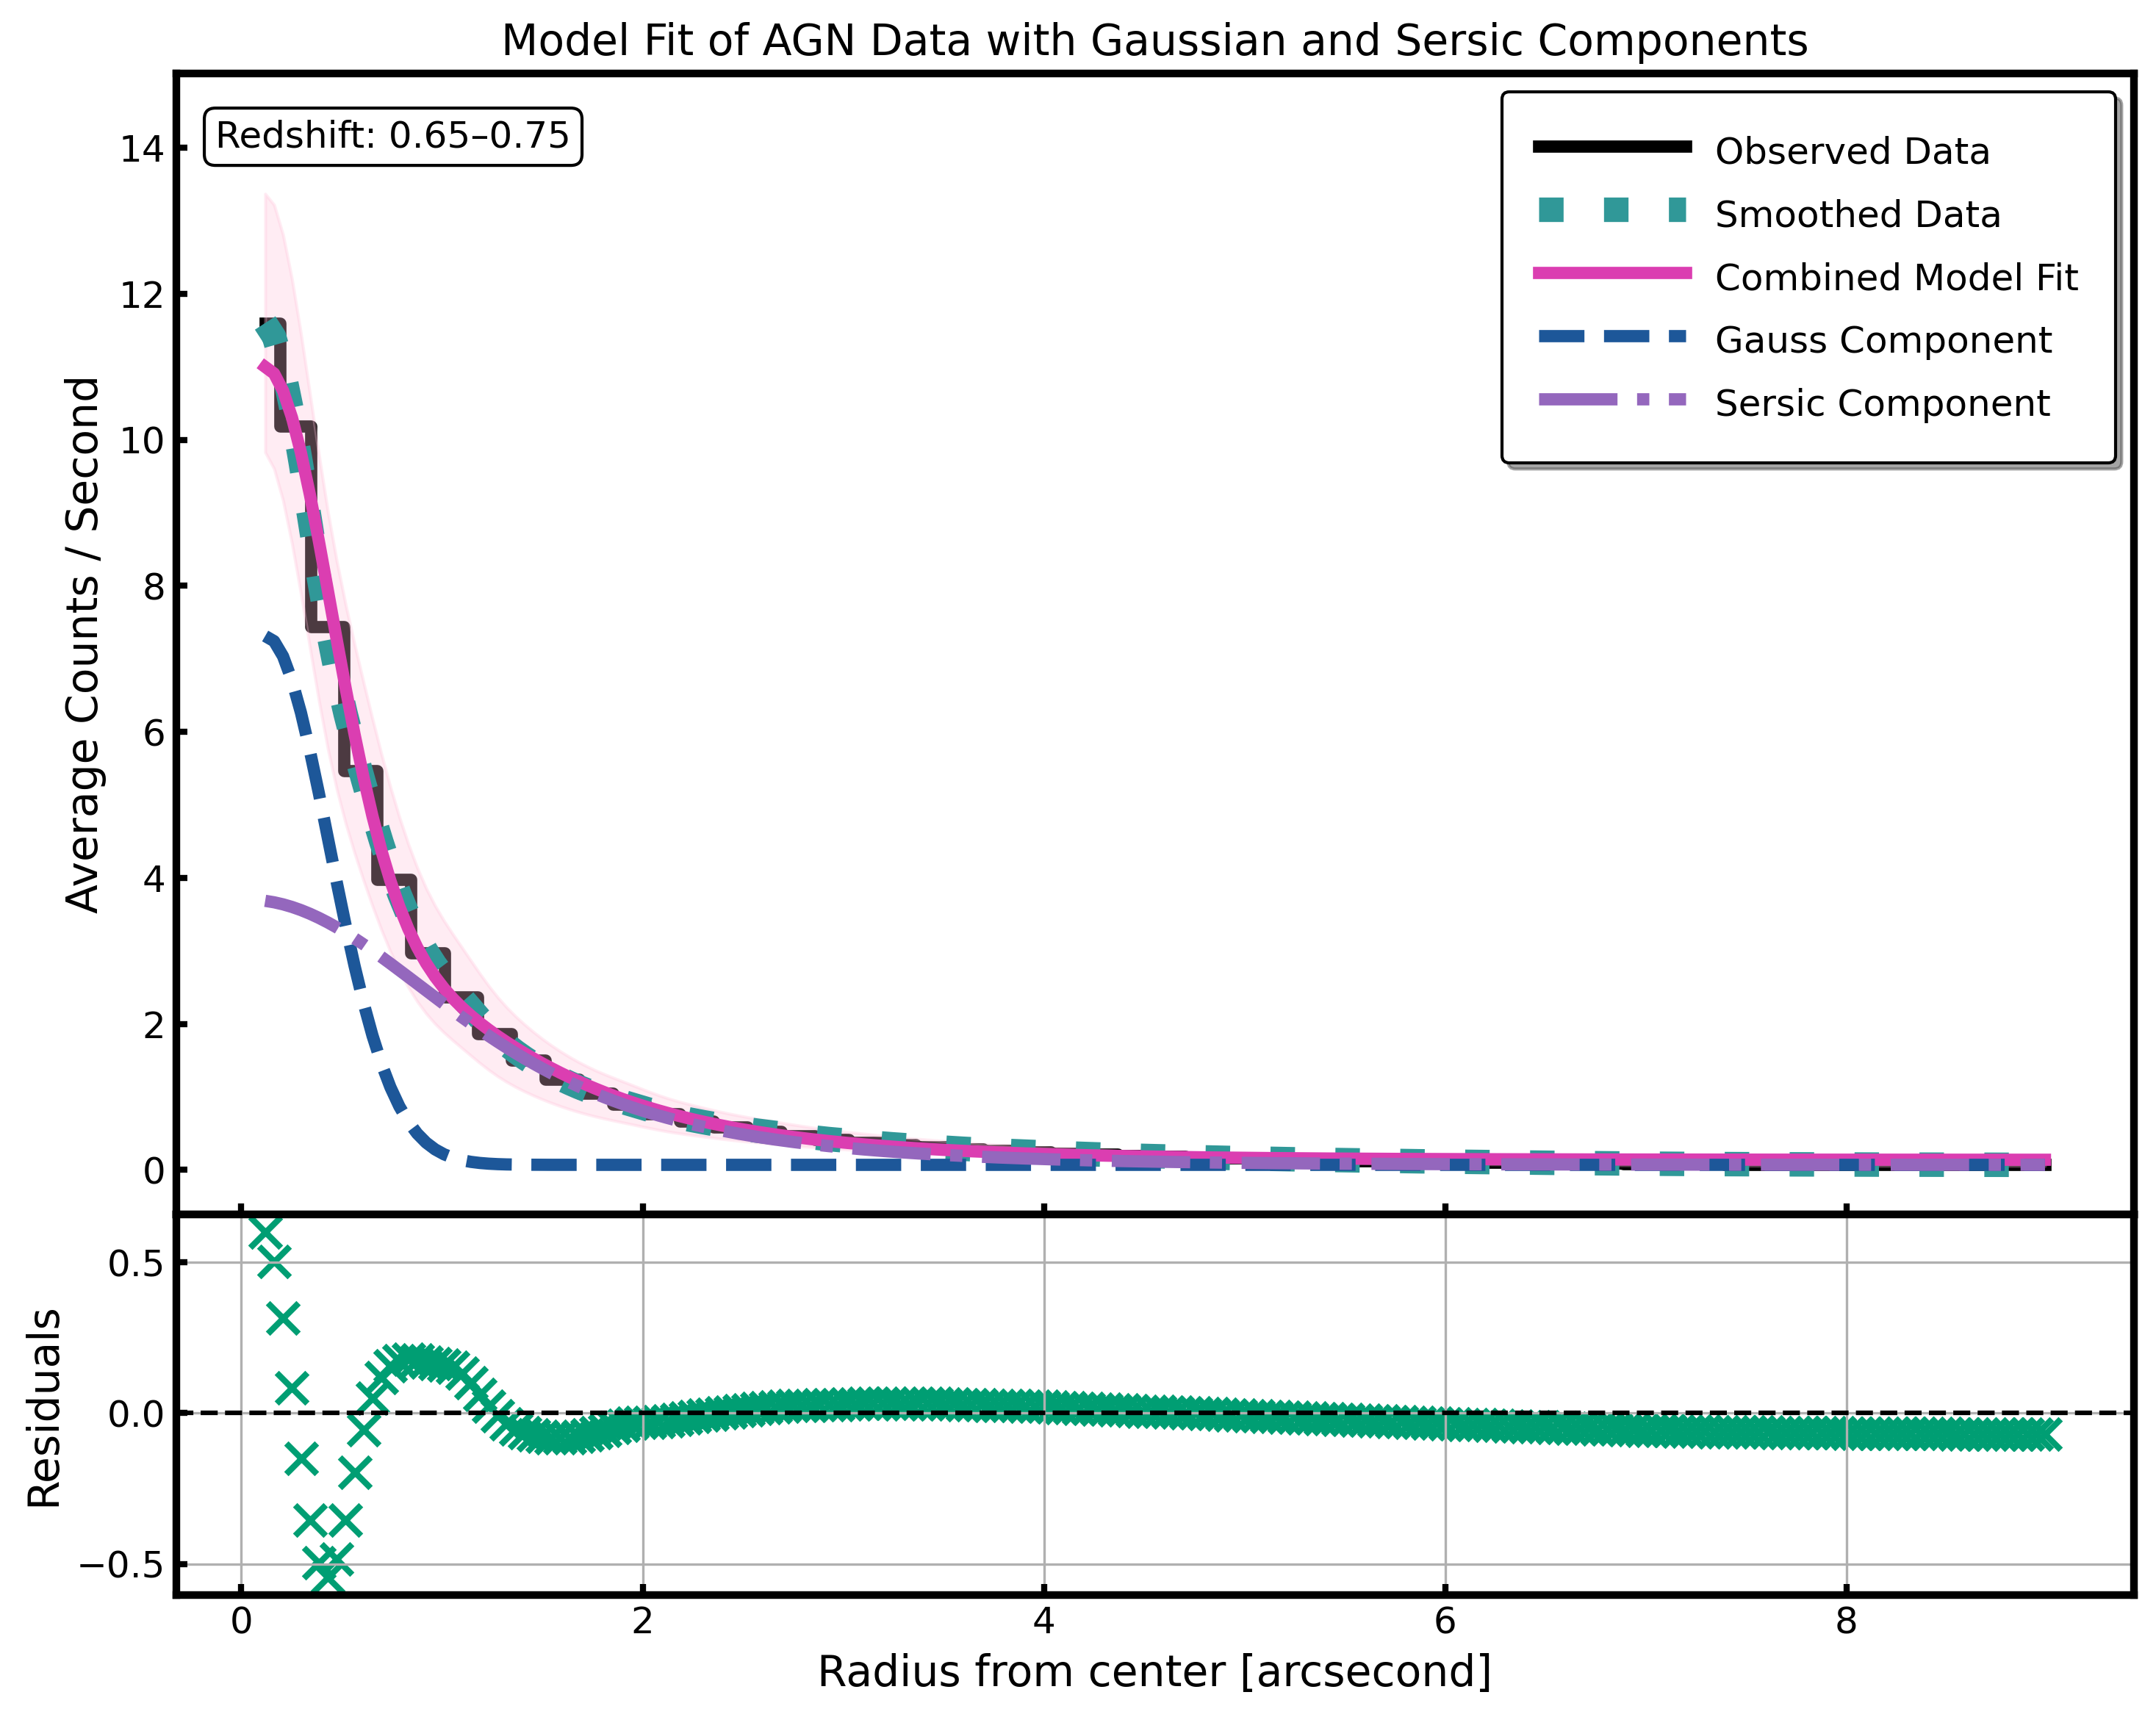 Model Fit of AGN Data with Gaussian and Sersic Components
Redshift: 0.65–0.75
Observed Data
Smoothed Data
Combined Model Fit
Gauss Component
Sersic Component
Average Counts / Second
14
12
10
8
6
4
2
0
Residuals
0.5
0.0
−0.5
0
2
4
6
8
Radius from center [arcsecond]